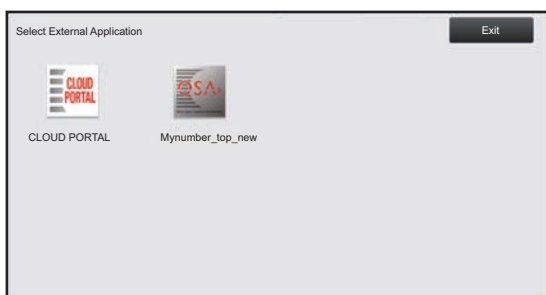 Select External Application
Exit
CLOUD
PORTAL
OSA
CLOUD PORTAL
Mynumber_top_new